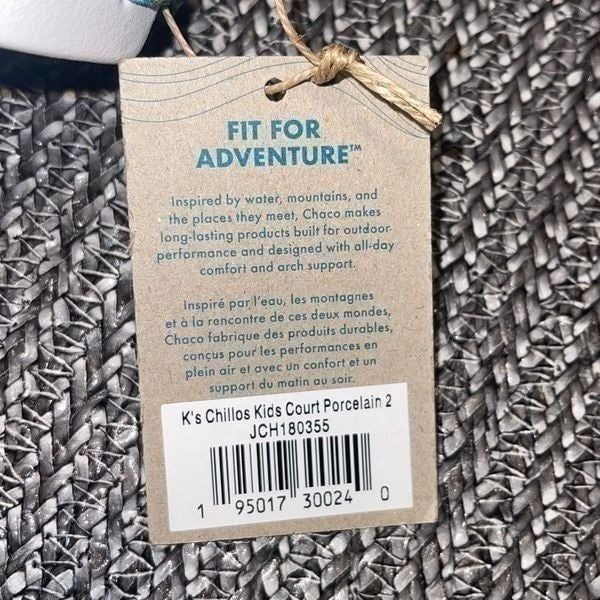 FIT FOR
ADVENTURE™
Inspired by water, mountains, and
the places they meet, Chaco makes
long-lasting products built for outdoor
performance and designed with all-day
comfort and arch support.
Inspiré par l'eau, les montagnes
et à la rencontre de ces deux mondes,
Chaco fabrique des produits durables,
conçus pour les performances en
plein air et avec un confort et un
support du matin au soir.
K's Chillos Kids Court Porcelain 2
JCH180355
1 95017 30024 0